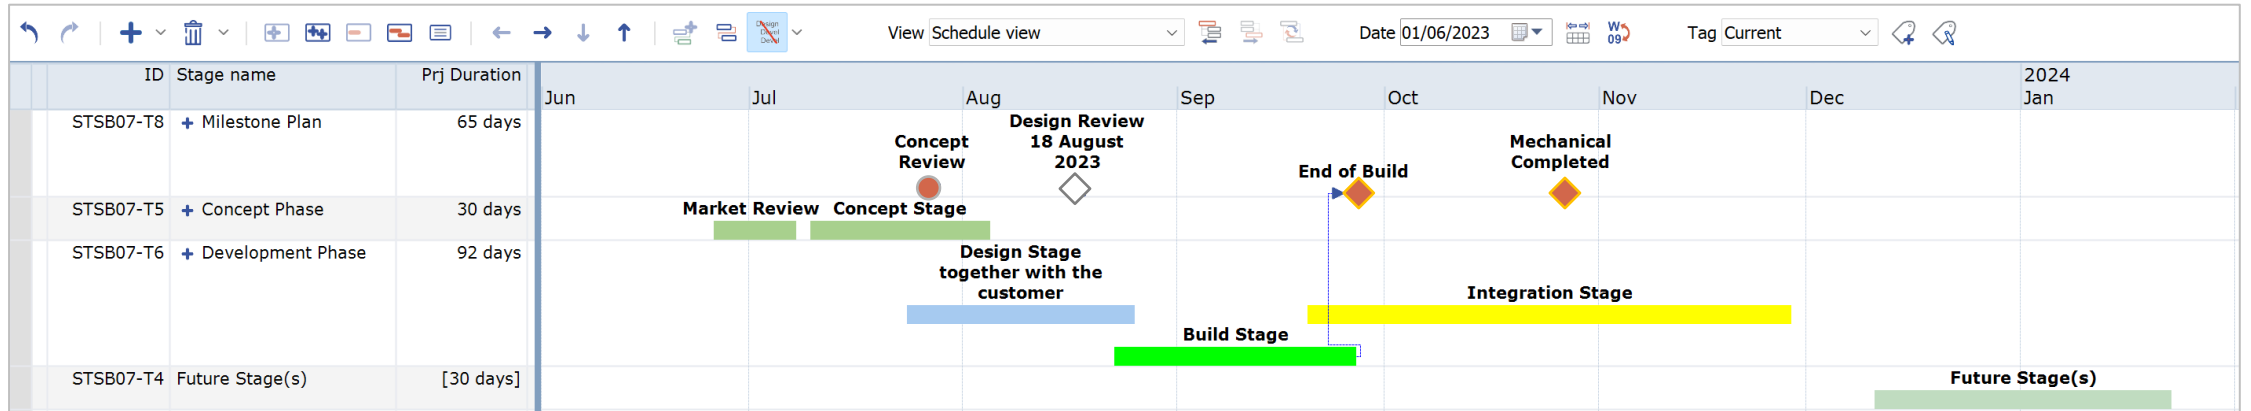 View Schedule view Date 01/06/2023 W 09 Tag Current
ID Stage name Prj Duration
2024
Jun Jul Aug Sep Oct Nov Dec Jan
STSB07-T8 Milestone Plan 65 days
Concept
Review
Design Review
18 August
2023
End of Build
Mechanical
Completed
STSB07-T5 Concept Phase 30 days
Market Review Concept Stage
STSB07-T6 Development Phase 92 days
Design Stage
together with the
customer
Integration Stage
Build Stage
STSB07-T4 Future Stage(s) [30 days]
Future Stage(s)